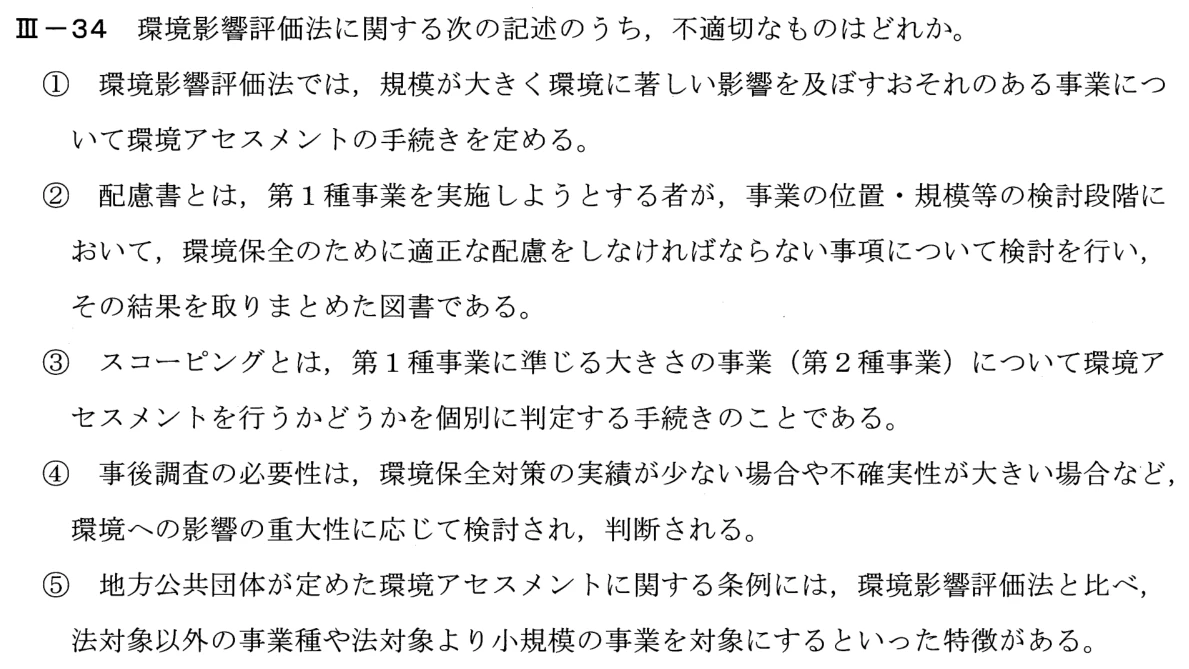 Ⅲ－34　環境影響評価法に関する次の記述のうち，不適切なものはどれか。
①　環境影響評価法では，規模が大きく環境に著しい影響を及ぼすおそれのある事業につ
いて環境アセスメントの手続きを定める。
②　配慮書とは，第１種事業を実施しようとする者が，事業の位置・規模等の検討段階に
おいて，環境保全のために適正な配慮をしなければならない事項について検討を行い，
その結果を取りまとめた図書である。
③　スコーピングとは，第１種事業に準じる大きさの事業（第２種事業）について環境ア
セスメントを行うかどうかを個別に判定する手続きのことである。
④　事後調査の必要性は，環境保全対策の実績が少ない場合や不確実性が大きい場合など，
環境への影響の重大性に応じて検討され，判断される。
⑤　地方公共団体が定めた環境アセスメントに関する条例には，環境影響評価法と比べ，
法対象以外の事業種や法対象より小規模の事業を対象にするといった特徴がある。